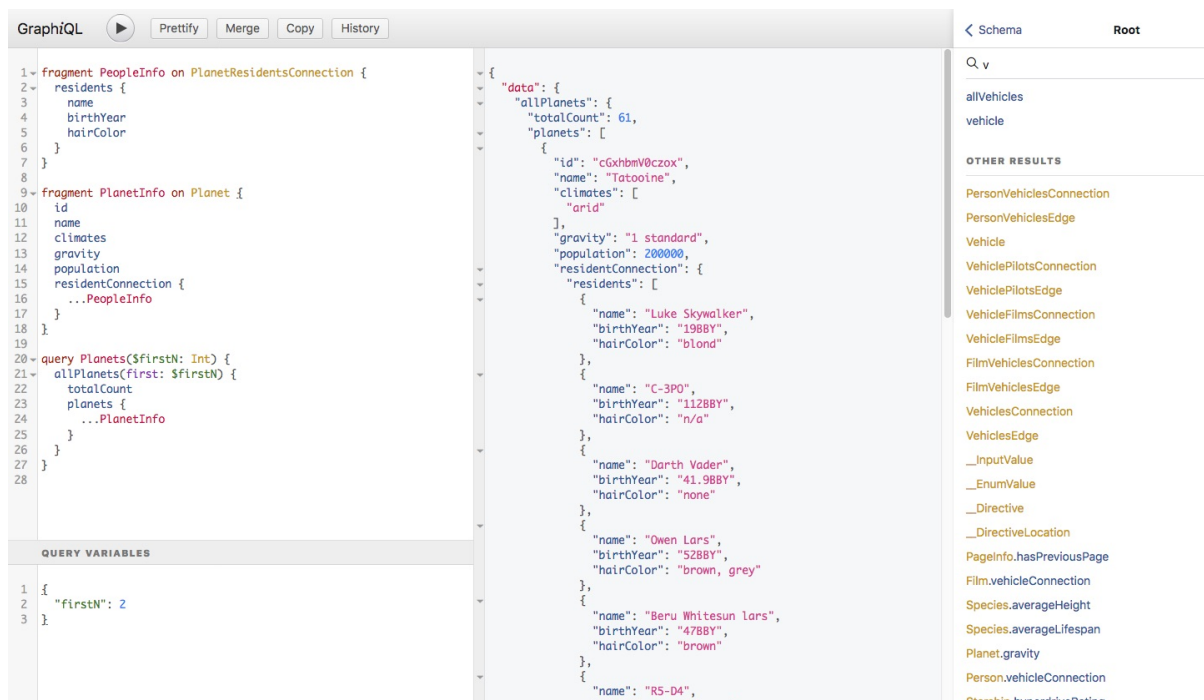 GraphiQL Prettify Merge Copy History
1 fragment PeopleInfo on PlanetResidentsConnection {
2 residents {
3 name
4 birthYear
5 hairColor
6 }
7 }
8
9 fragment PlanetInfo on Planet {
10 id
11 name
12 climates
13 gravity
14 population
15 residentConnection {
16 ...PeopleInfo
17 }
18 }
19
20 query Planets($firstN: Int) {
21 allPlanets(first: $firstN) {
22 totalCount
23 planets {
24 ...PlanetInfo
25 }
26 }
27 }
28
QUERY VARIABLES
1 {
2 "firstN": 2
3 }
{
"data": {
"allPlanets": {
"totalCount": 61,
"planets": [
{
"id": "cGxhbmV0czox",
"name": "Tatooine",
"climates": [
"arid"
],
"gravity": "1 standard",
"population": 200000,
"residentConnection": {
"residents": [
{
"name": "Luke Skywalker",
"birthYear": "19BBY",
"hairColor": "blond"
},
{
"name": "C-3PO",
"birthYear": "112BBY",
"hairColor": "n/a"
},
{
"name": "Darth Vader",
"birthYear": "41.9BBY",
"hairColor": "none"
},
{
"name": "Owen Lars",
"birthYear": "52BBY",
"hairColor": "brown, grey"
},
{
"name": "Beru Whitesun lars",
"birthYear": "47BBY",
"hairColor": "brown"
},
{
"name": "R5-D4",
Schema Root
v
allVehicles
vehicle
OTHER RESULTS
PersonVehiclesConnection
PersonVehiclesEdge
Vehicle
VehiclePilotsConnection
VehiclePilotsEdge
VehicleFilmsConnection
VehicleFilmsEdge
FilmVehiclesConnection
FilmVehiclesEdge
VehiclesConnection
VehiclesEdge
__InputValue
__EnumValue
__Directive
__DirectiveLocation
PageInfo.hasPreviousPage
Film.vehicleConnection
Species.averageHeight
Species.averageLifespan
Planet.gravity
Person.vehicleConnection